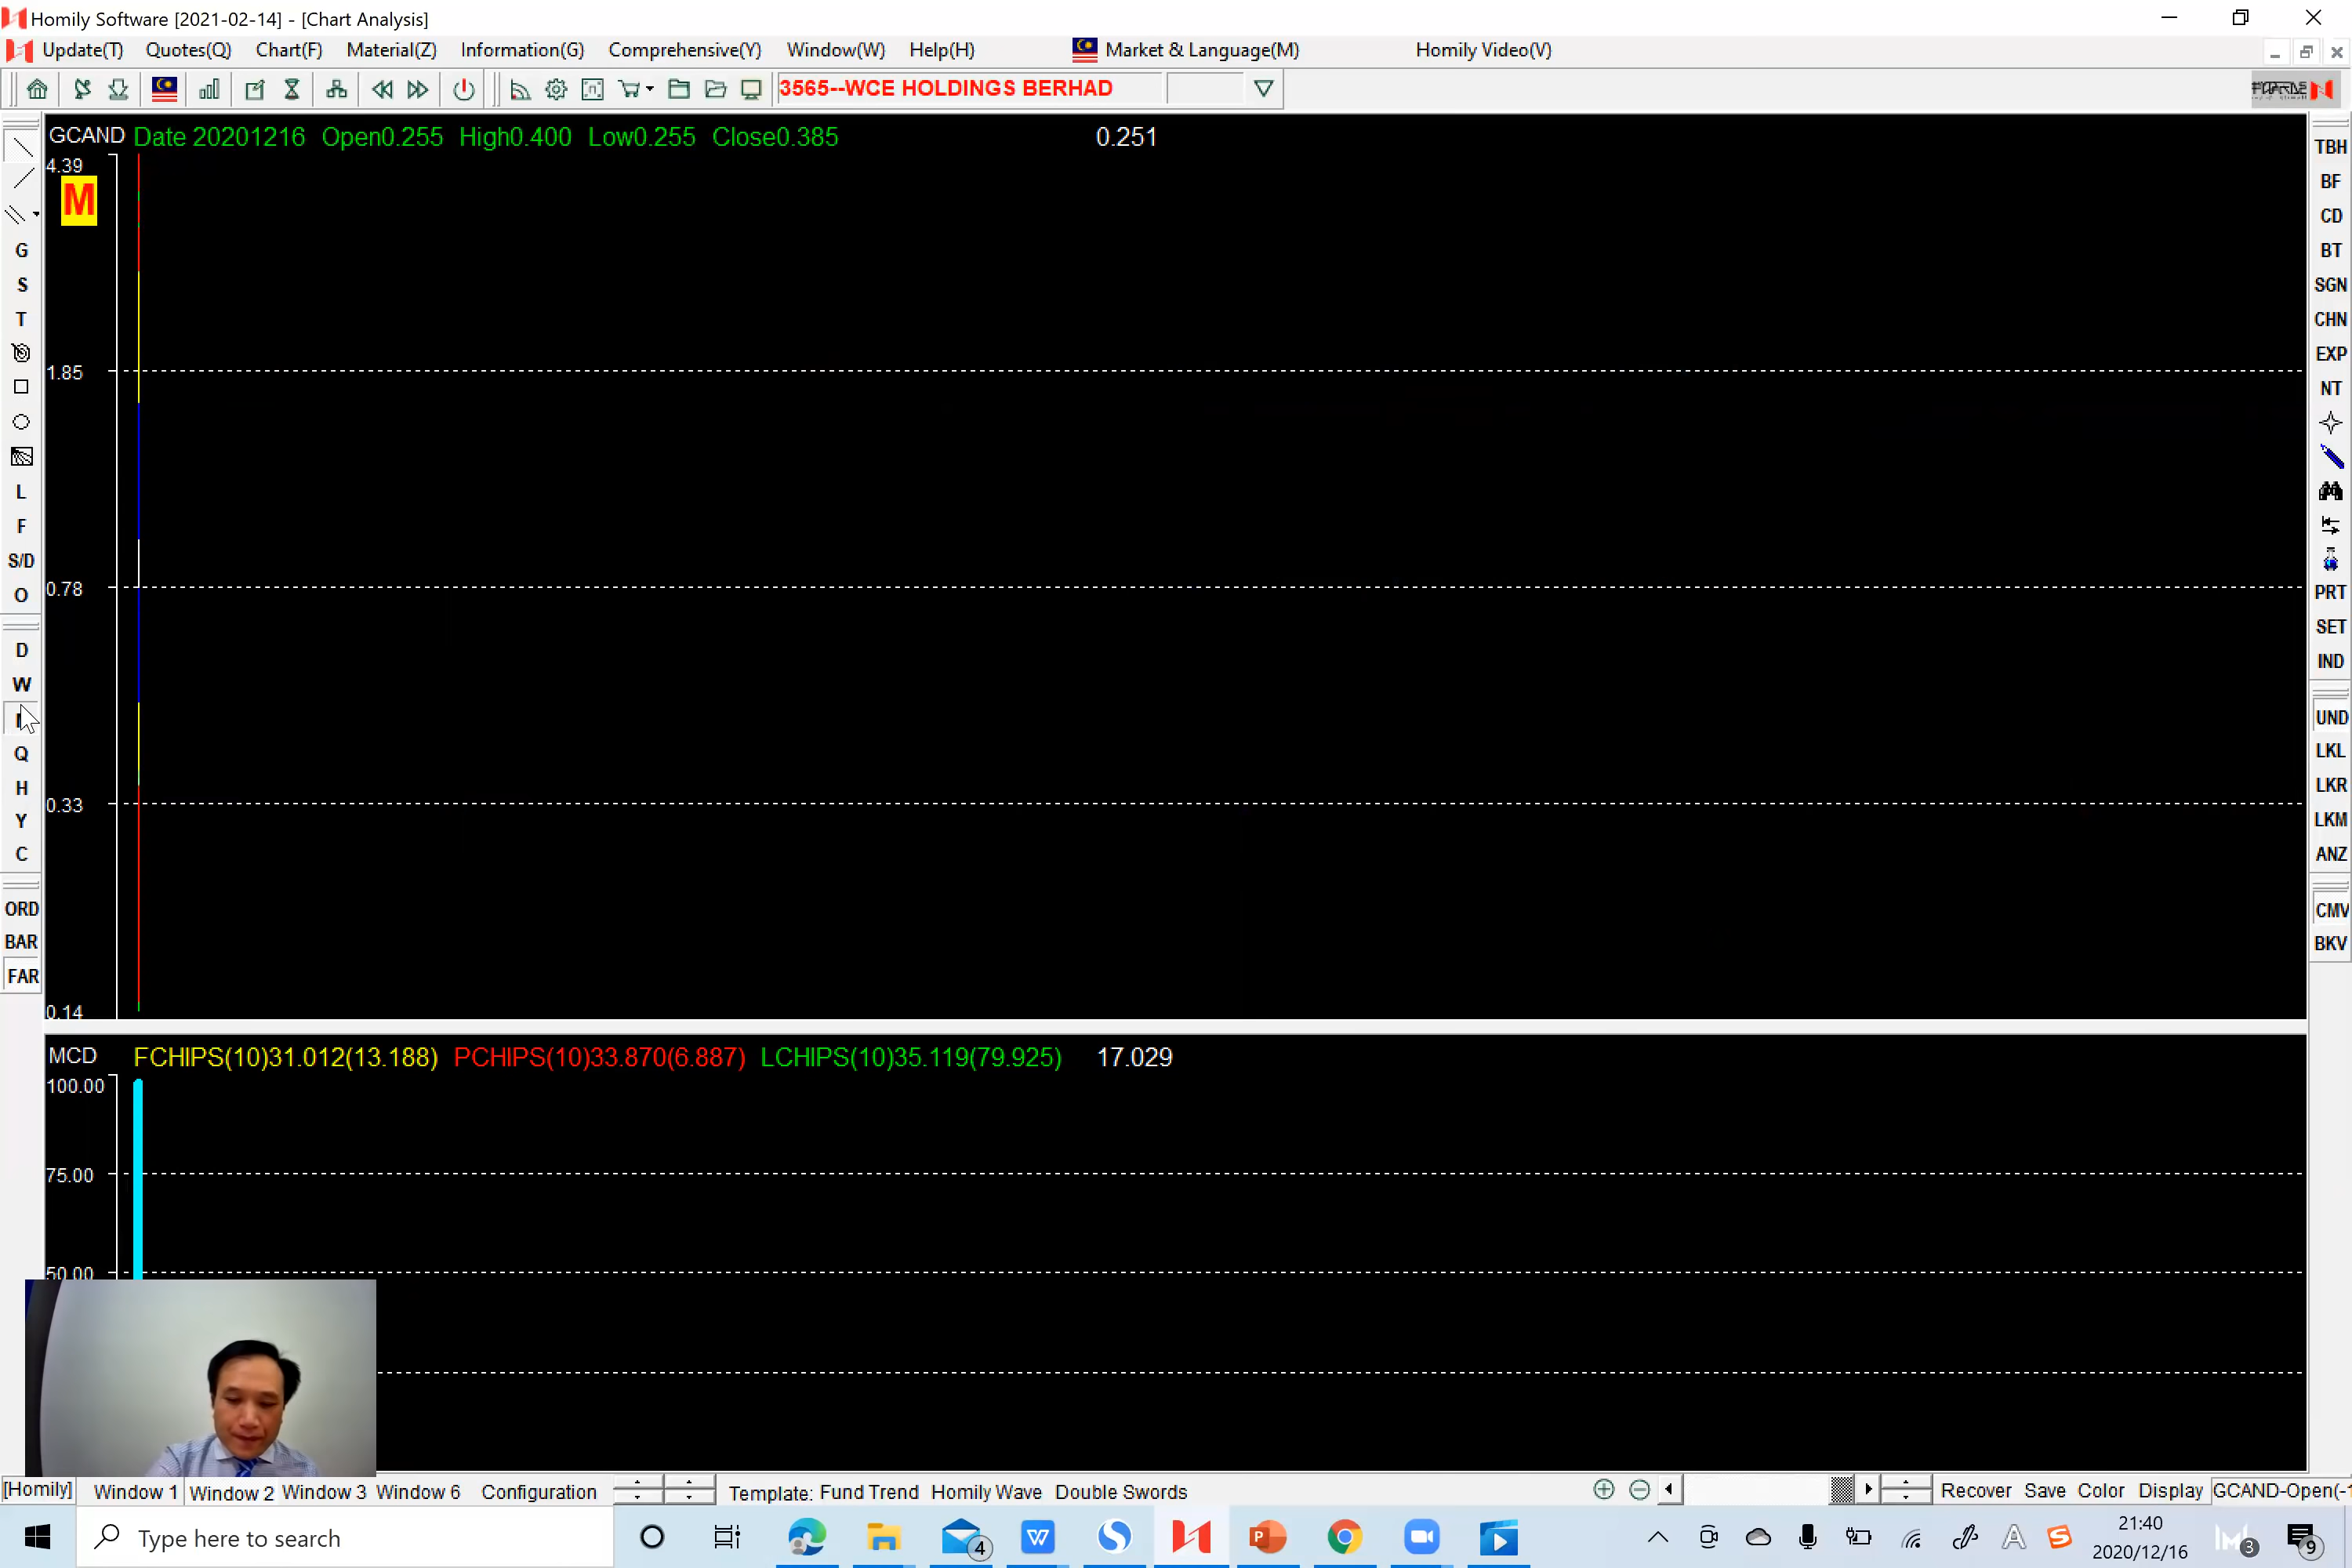 Homily Software [2021-02-14] - [Chart Analysis]
Update(T) Quotes(Q) Chart(F) Material(Z) Information(G) Comprehensive(Y) Window(W) Help(H) Market & Language(M) Homily Video(V)
3565--WCE HOLDINGS BERHAD
GCAND Date 20201216 Open0.255 High0.400 Low0.255 Close0.385 0.251
4.39
M
1.85
0.78
0.33
0.14
G
S
T
L
F
S/D
O
D
W
Q
H
Y
C
ORD
BAR
FAR
TBH
BF
CD
BT
SGN
CHN
EXP
NT
PRT
SET
IND
UND
LKL
LKR
LKM
ANZ
CMV
BKV
MCD FCHIPS(10)31.012(13.188) PCHIPS(10)33.870(6.887) LCHIPS(10)35.119(79.925) 17.029
100.00
75.00
50.00
[Homily] Window 1 Window 2 Window 3 Window 6 Configuration Template: Fund Trend Homily Wave Double Swords Recover Save Color Display GCAND-Open(-1
Type here to search
4
W
S
P
A
S
21:40
2020/12/16
M
3
9